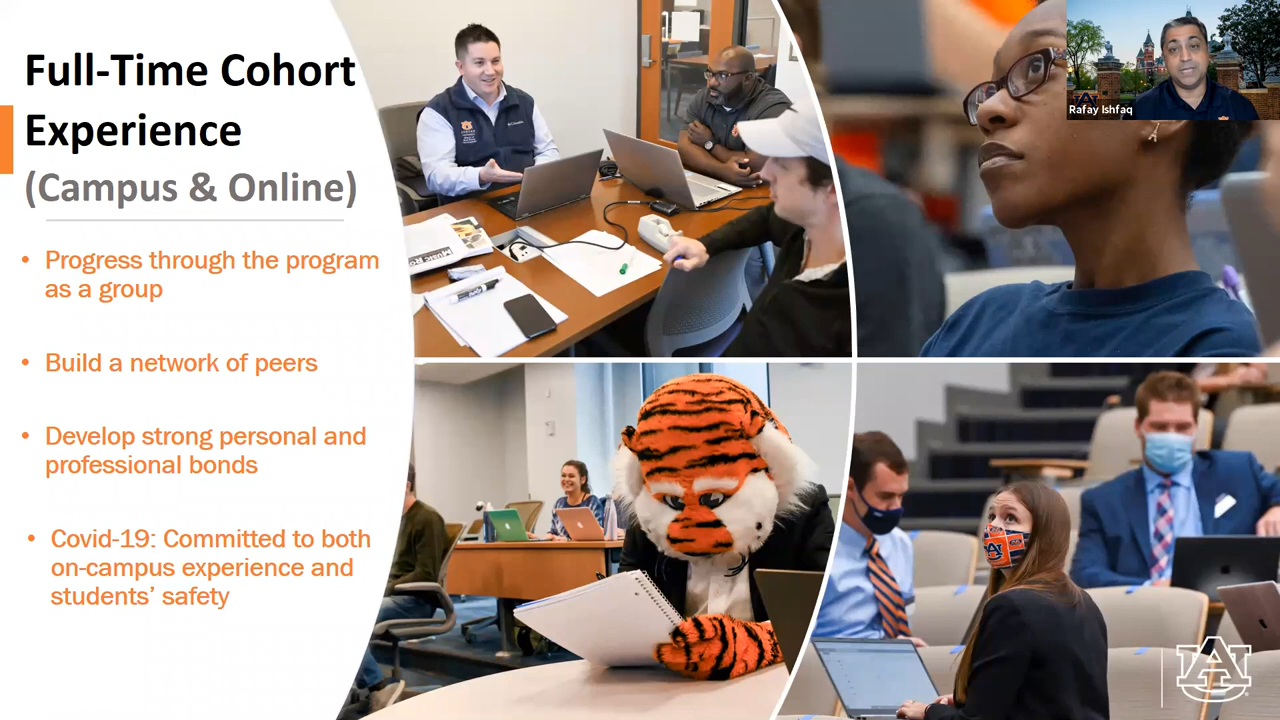 Full-Time Cohort
Experience
(Campus & Online)
• Progress through the program
as a group
• Build a network of peers
• Develop strong personal and
professional bonds
• Covid-19: Committed to both
on-campus experience and
students’ safety
Rafay Ishfaq